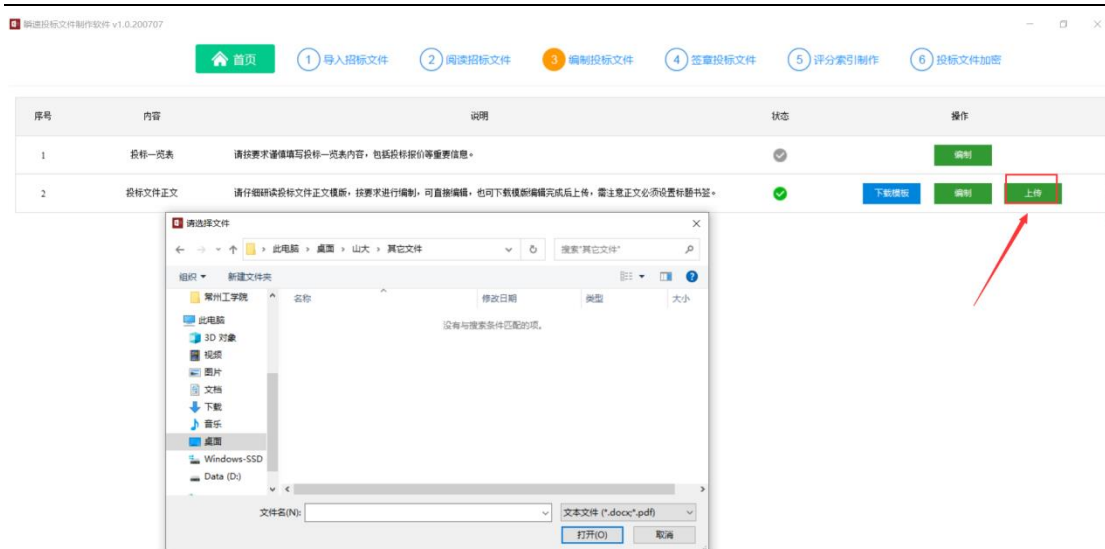 瞬速投标文件制作软件 v1.0.200707
首页 1 导入招标文件 2 阅读招标文件 3 编制投标文件 4 签章投标文件 5 评分索引制作 6 投标文件加密
序号 内容 说明 状态 操作
1 投标一览表 请按要求谨慎填写投标一览表内容，包括投标报价等重要信息。 编制
2 投标文件正文 请仔细研读投标文件正文模版，按要求进行编制，可直接编辑，也可下载模版编辑完成后上传，需注意正文必须设置标题书签。 下载模板 编制 上传
请选择文件
此电脑 › 桌面 › 山大 › 其它文件 搜索"其它文件"
组织 新建文件夹
常州工学院 名称 修改日期 类型 大小
此电脑 没有与搜索条件匹配的项。
3D 对象
视频
图片
文档
下载
音乐
桌面
Windows-SSD
Data (D:)
文件名(N): 文本文件 (*.docx;*.pdf)
打开(O) 取消